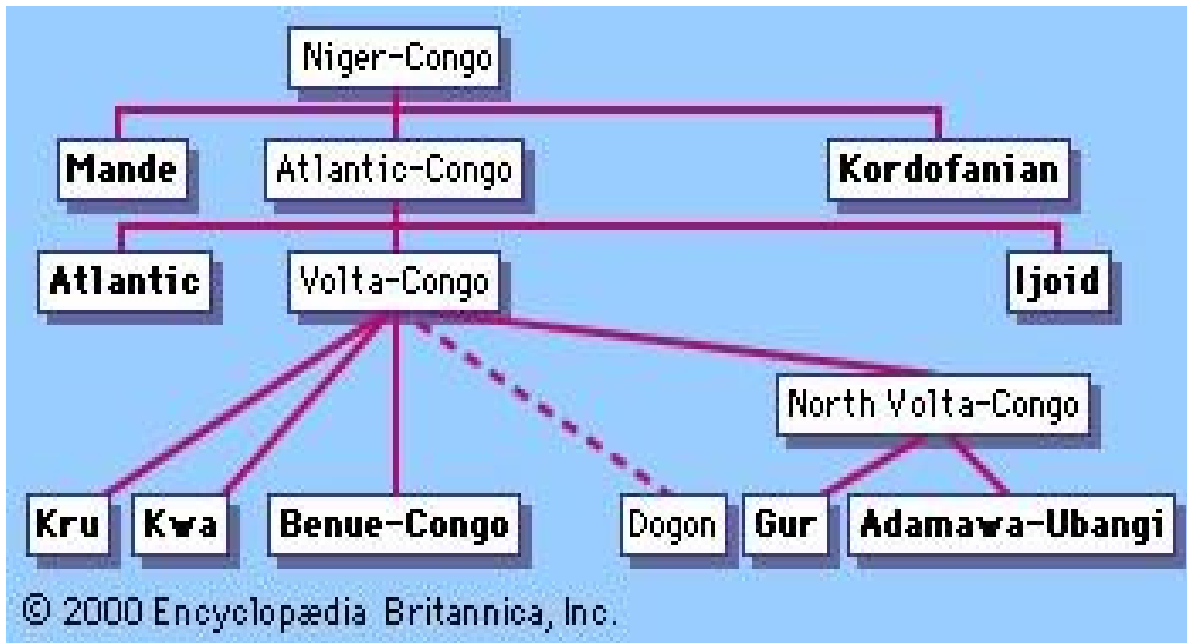 Niger-Congo
Mande
Atlantic-Congo
Kordofanian
Atlantic
Volta-Congo
Ijoid
North Volta-Congo
Kru
Kwa
Benue-Congo
Dogon
Gur
Adamawa-Ubangi
© 2000 Encyclopædia Britannica, Inc.